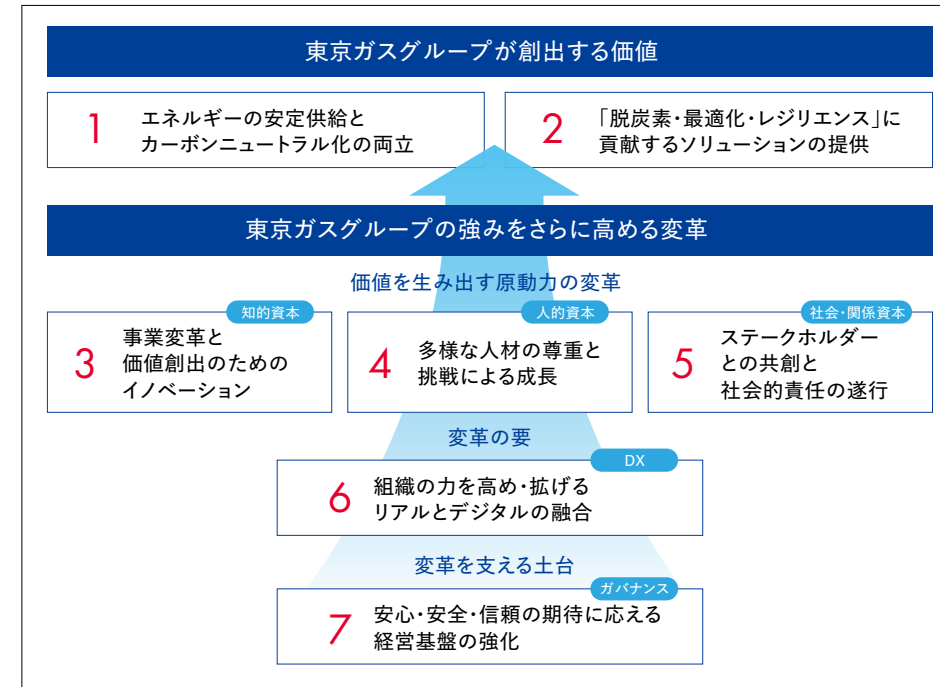 東京ガスグループが創出する価値
1
エネルギーの安定供給と
カーボンニュートラル化の両立
2
「脱炭素・最適化・レジリエンス」に
貢献するソリューションの提供
東京ガスグループの強みをさらに高める変革
価値を生み出す原動力の変革
知的資本
3
事業変革と
価値創出のための
イノベーション
人的資本
4
多様な人材の尊重と
挑戦による成長
社会・関係資本
5
ステークホルダー
との共創と
社会的責任の遂行
変革の要
DX
6
組織の力を高め・拡げる
リアルとデジタルの融合
変革を支える土台
ガバナンス
7
安心・安全・信頼の期待に応える
経営基盤の強化